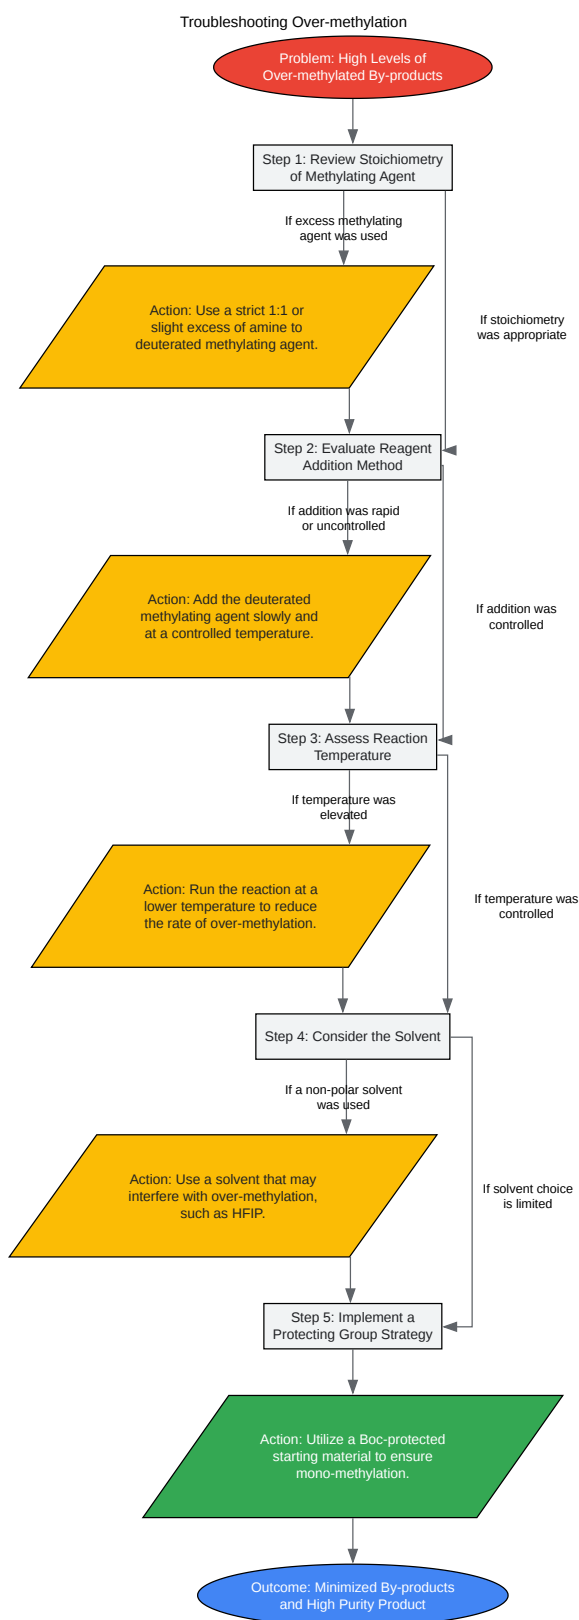 Troubleshooting Over-methylation
Problem: High Levels of
Over-methylated By-products
Step 1: Review Stoichiometry
of Methylating Agent
If excess methylating
agent was used
Action: Use a strict 1:1 or
slight excess of amine to
deuterated methylating agent.
If stoichiometry
was appropriate
Step 2: Evaluate Reagent
Addition Method
If addition was rapid
or uncontrolled
Action: Add the deuterated
methylating agent slowly and
at a controlled temperature.
If addition was
controlled
Step 3: Assess Reaction
Temperature
If temperature was
elevated
Action: Run the reaction at a
lower temperature to reduce
the rate of over-methylation.
If temperature was
controlled
Step 4: Consider the Solvent
If a non-polar solvent
was used
Action: Use a solvent that may
interfere with over-methylation,
such as HFIP.
If solvent choice
is limited
Step 5: Implement a
Protecting Group Strategy
Action: Utilize a Boc-protected
starting material to ensure
mono-methylation.
Outcome: Minimized By-products
and High Purity Product